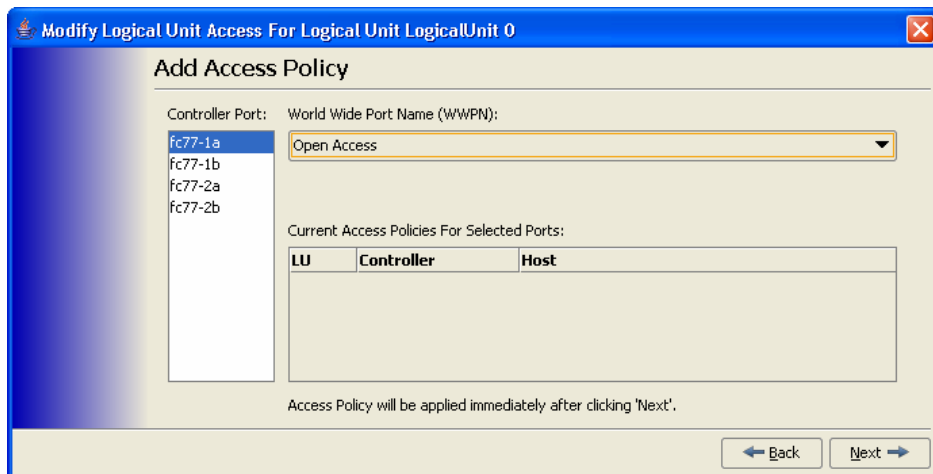 Modify Logical Unit Access For Logical Unit LogicalUnit 0
Add Access Policy
Controller Port:
fc77-1a
fc77-1b
fc77-2a
fc77-2b
World Wide Port Name (WWPN):
Open Access
Current Access Policies For Selected Ports:
LU Controller Host
Access Policy will be applied immediately after clicking 'Next'.
Back Next